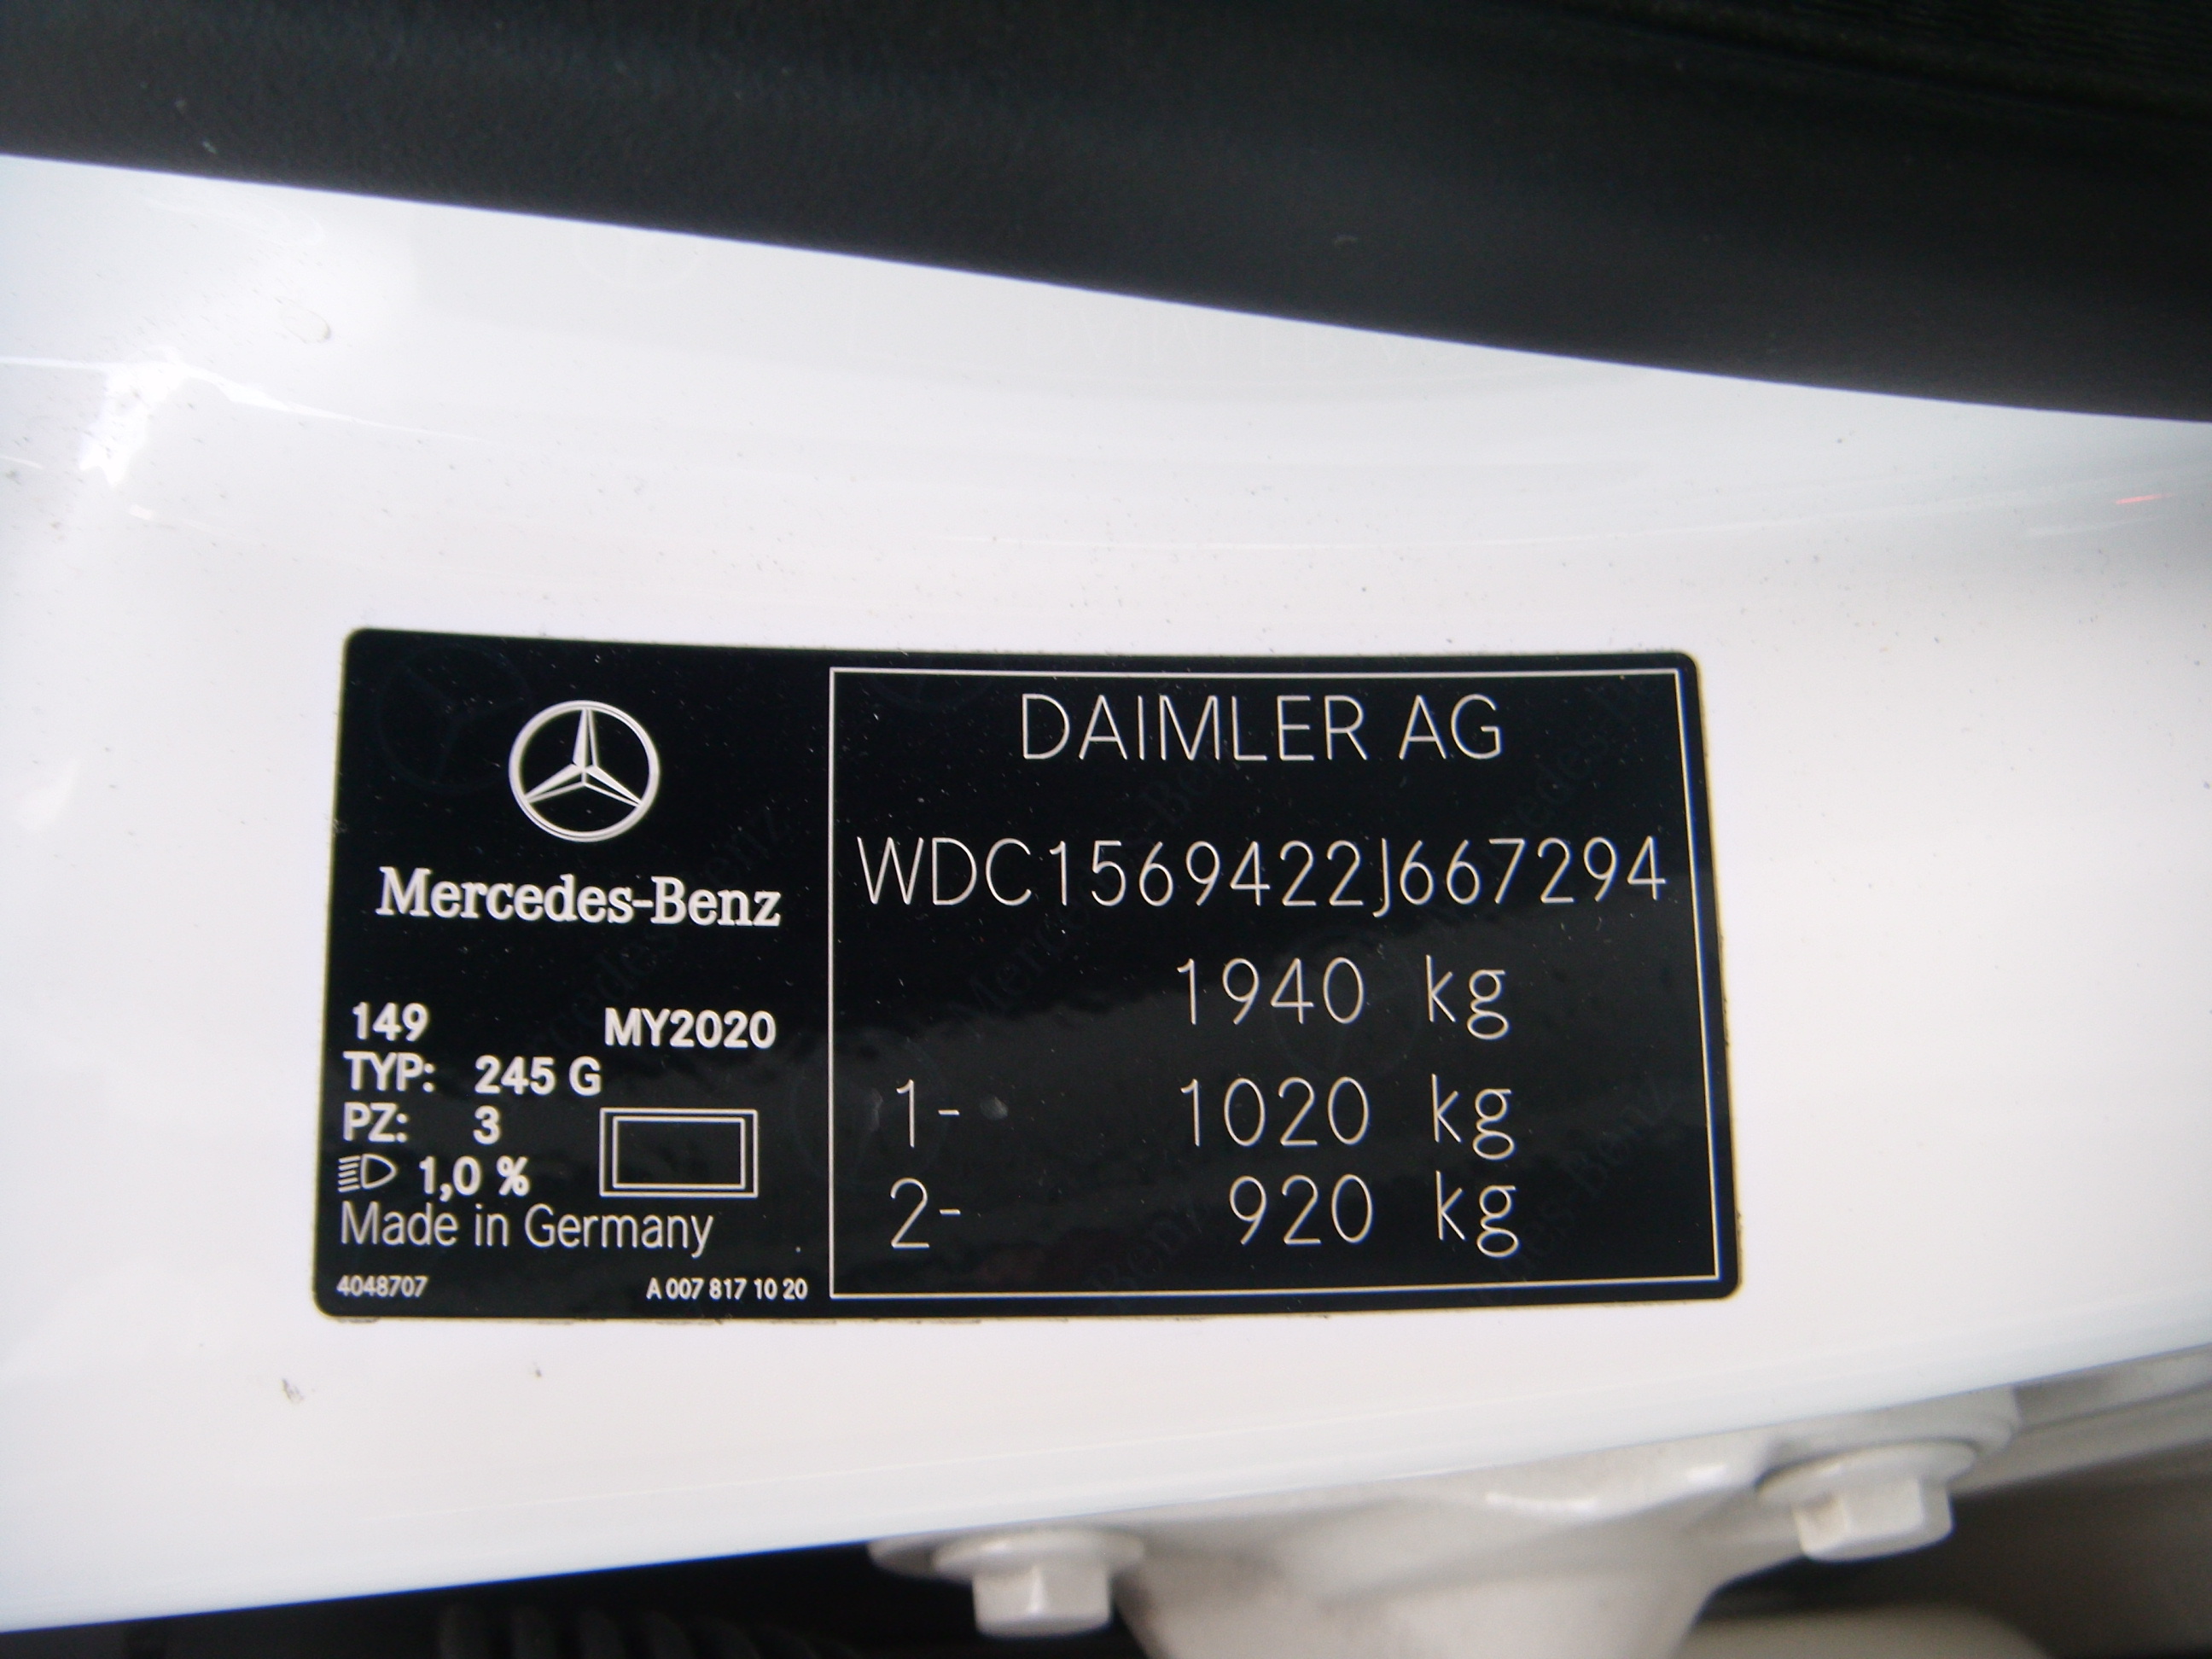 Mercedes-Benz
149 MY2020
TYP: 245 G
PZ: 3
1,0 %
Made in Germany
4048707 A 007 817 10 20
DAIMLER AG
WDC1569422J667294
1940 kg
1- 1020 kg
2- 920 kg